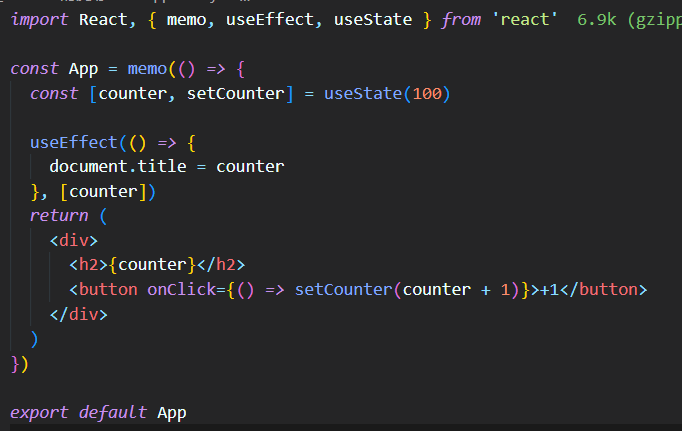 import React, { memo, useEffect, useState } from 'react' 6.9k (gzipp
const App = memo(() => {
  const [counter, setCounter] = useState(100)
  useEffect(() => {
    document.title = counter
  }, [counter])
  return (
    <div>
      <h2>{counter}</h2>
      <button onClick={() => setCounter(counter + 1)}>+1</button>
    </div>
  )
})
export default App